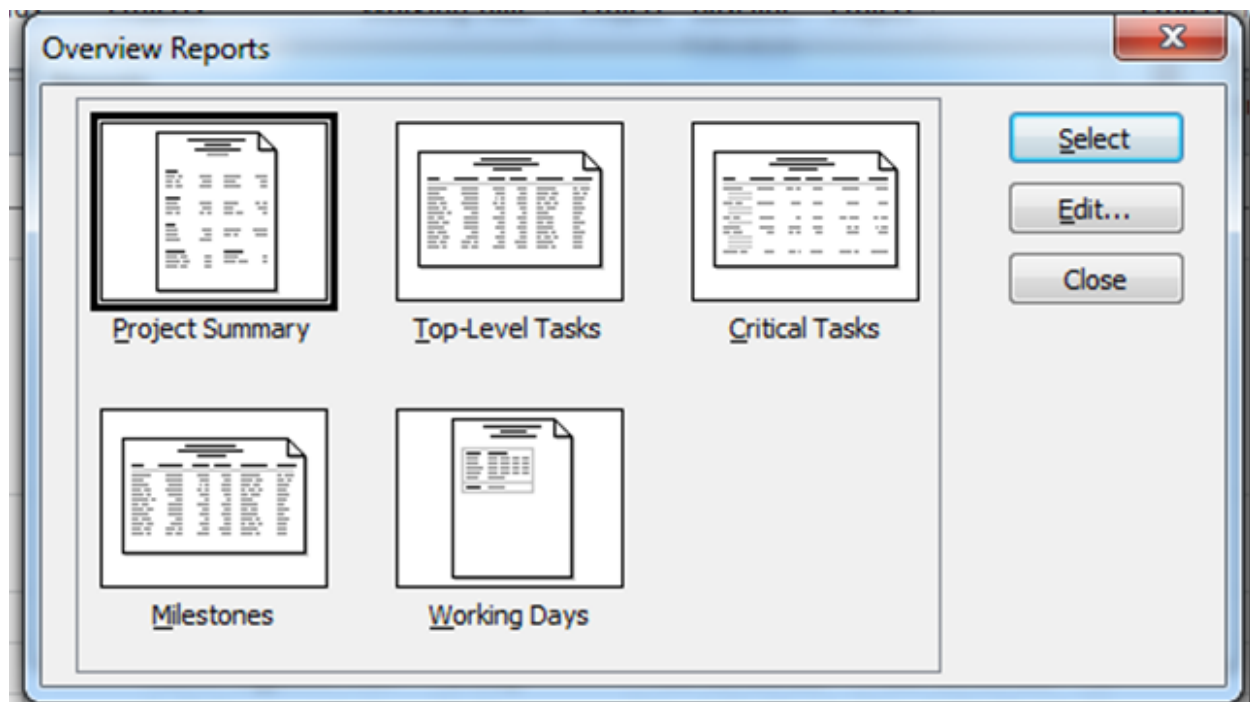 Overview Reports
Select
Edit...
Close
Project Summary
Top-Level Tasks
Critical Tasks
Milestones
Working Days